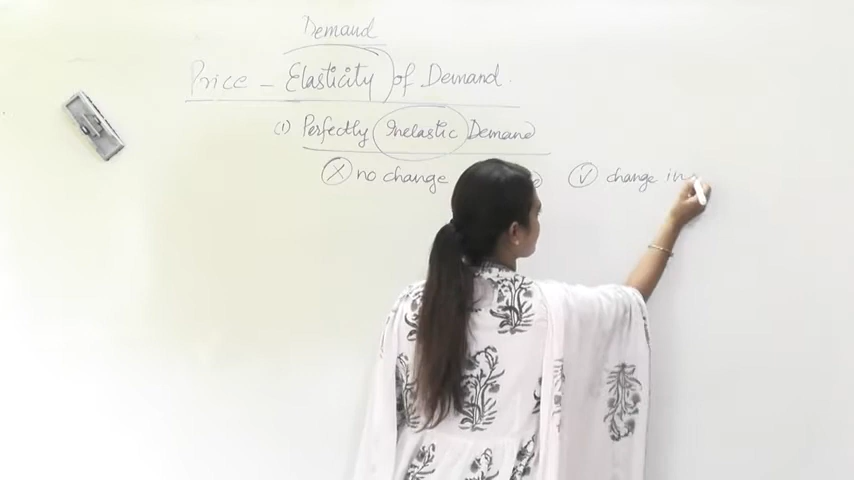 Demand
Price - Elasticity of Demand.
(1) Perfectly Inelastic Demand
X no change √ change in